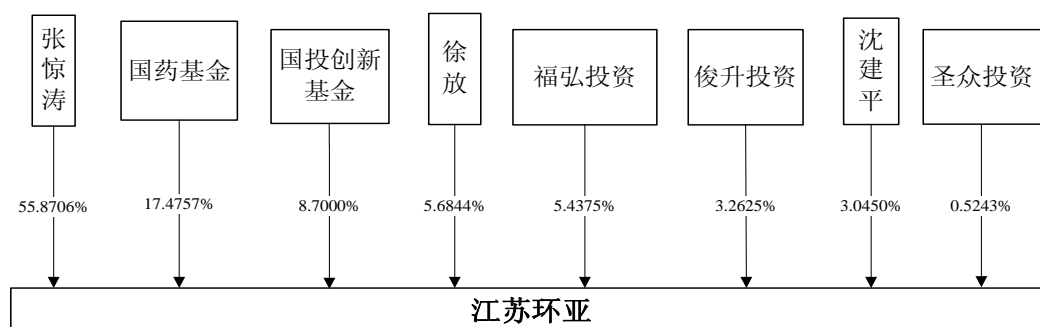 张惊涛
国药基金
国投创新
基金
徐放
福弘投资
俊升投资
沈建平
圣众投资
55.8706%
17.4757%
8.7000%
5.6844%
5.4375%
3.2625%
3.0450%
0.5243%
江苏环亚